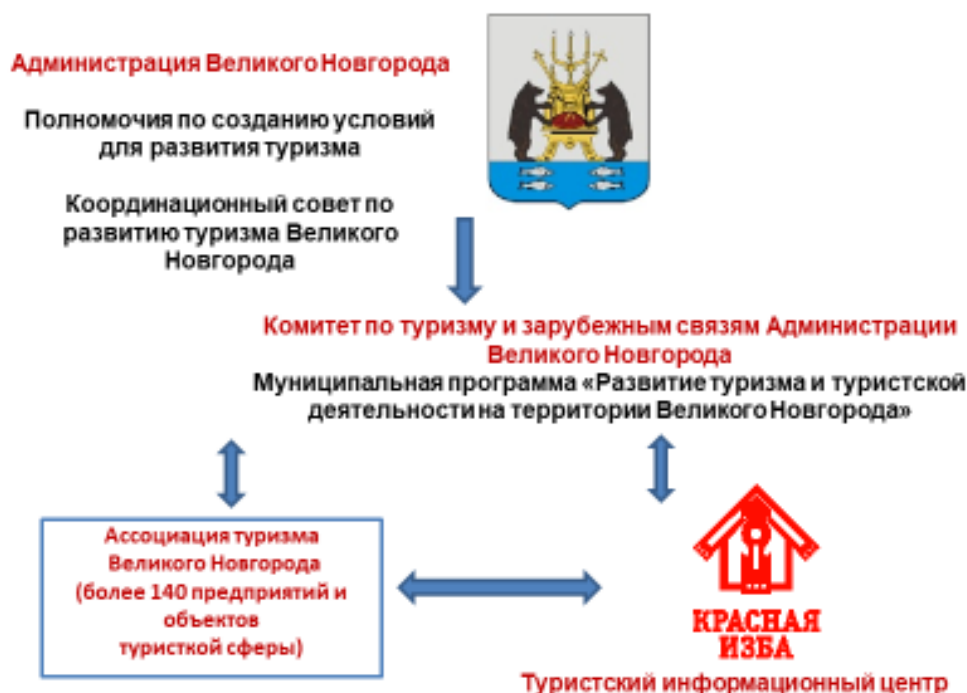 Администрация Великого Новгорода
Полномочия по созданию условий
для развития туризма
Координационный совет по
развитию туризма Великого
Новгорода
Комитет по туризму и зарубежным связям Администрации
Великого Новгорода
Муниципальная программа «Развитие туризма и туристской
деятельности на территории Великого Новгорода»
Ассоциация туризма
Великого Новгорода
(более 140 предприятий и
объектов
туристкой сферы)
КРАСНАЯ
ИЗБА
Туристский информационный центр